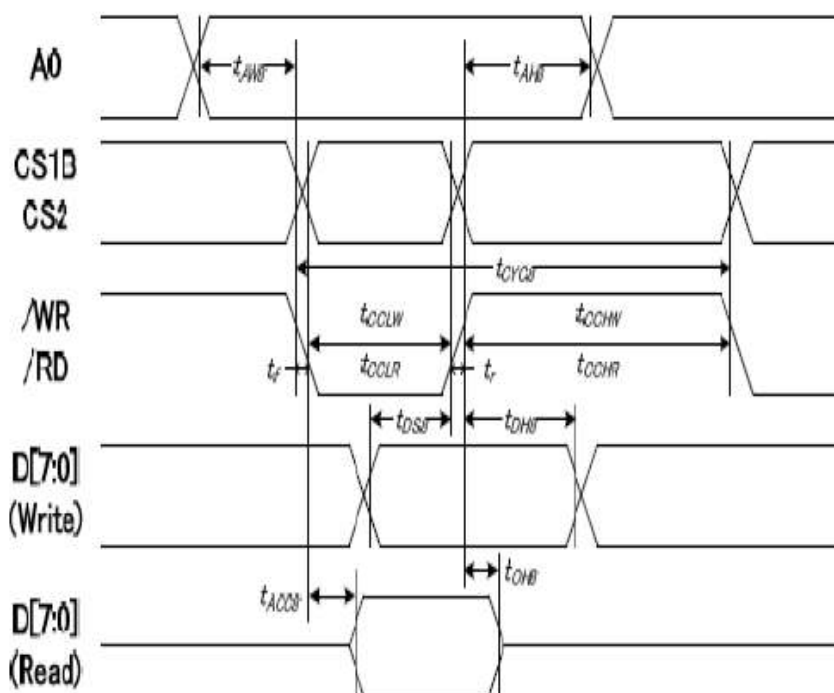 A0
tAW8
tAH8
CS1B
CS2
tCYC8
/WR
/RD
tCCLW
tCCHW
tf
tCCLR
tr
tCCHR
tDS8
tDH8
D[7:0]
(Write)
tACC8
tOH8
D[7:0]
(Read)